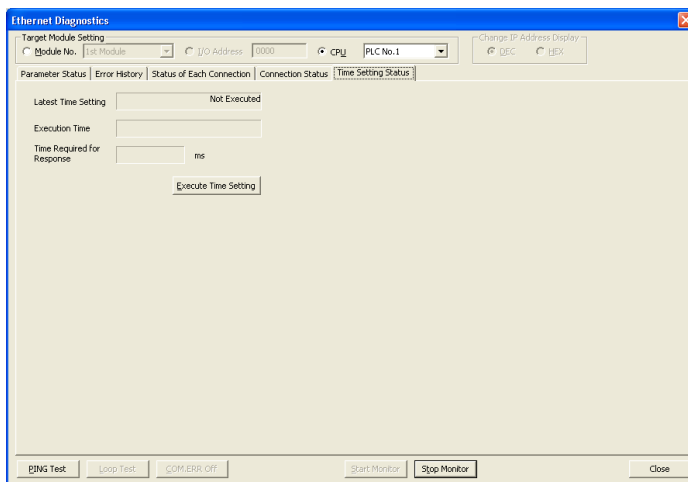 Ethernet Diagnostics
Target Module Setting
Module No. 1st Module I/O Address 0000 CPU PLC No.1
Change IP Address Display
DEC HEX
Parameter Status Error History Status of Each Connection Connection Status Time Setting Status
Latest Time Setting Not Executed
Execution Time
Time Required for
Response ms
Execute Time Setting
PING Test Loop Test COM.ERR Off Start Monitor Stop Monitor Close